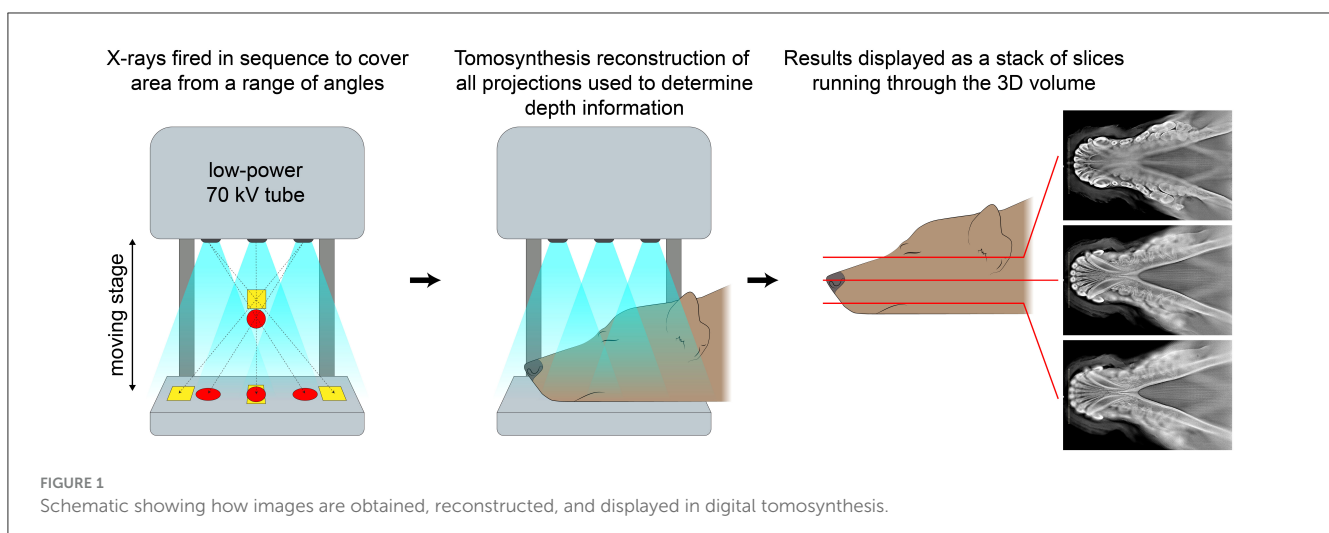 X-rays fired in sequence to cover
area from a range of angles
Tomosynthesis reconstruction of
all projections used to determine
depth information
Results displayed as a stack of slices
running through the 3D volume
low-power
70 kV tube
moving stage
FIGURE 1
Schematic showing how images are obtained, reconstructed, and displayed in digital tomosynthesis.